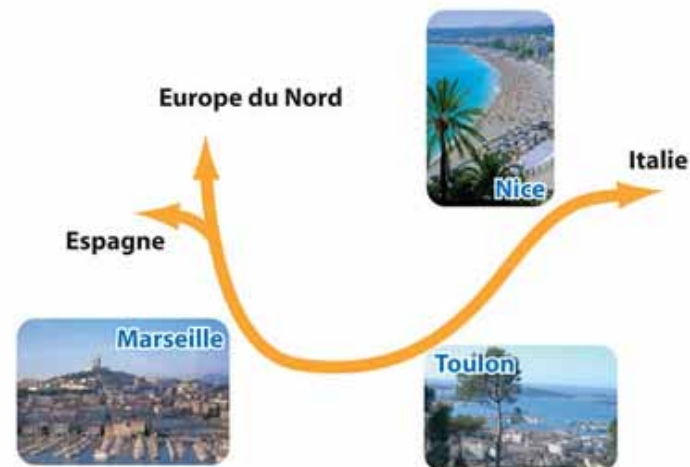 Europe du Nord
Nice
Italie
Espagne
Marseille
Toulon